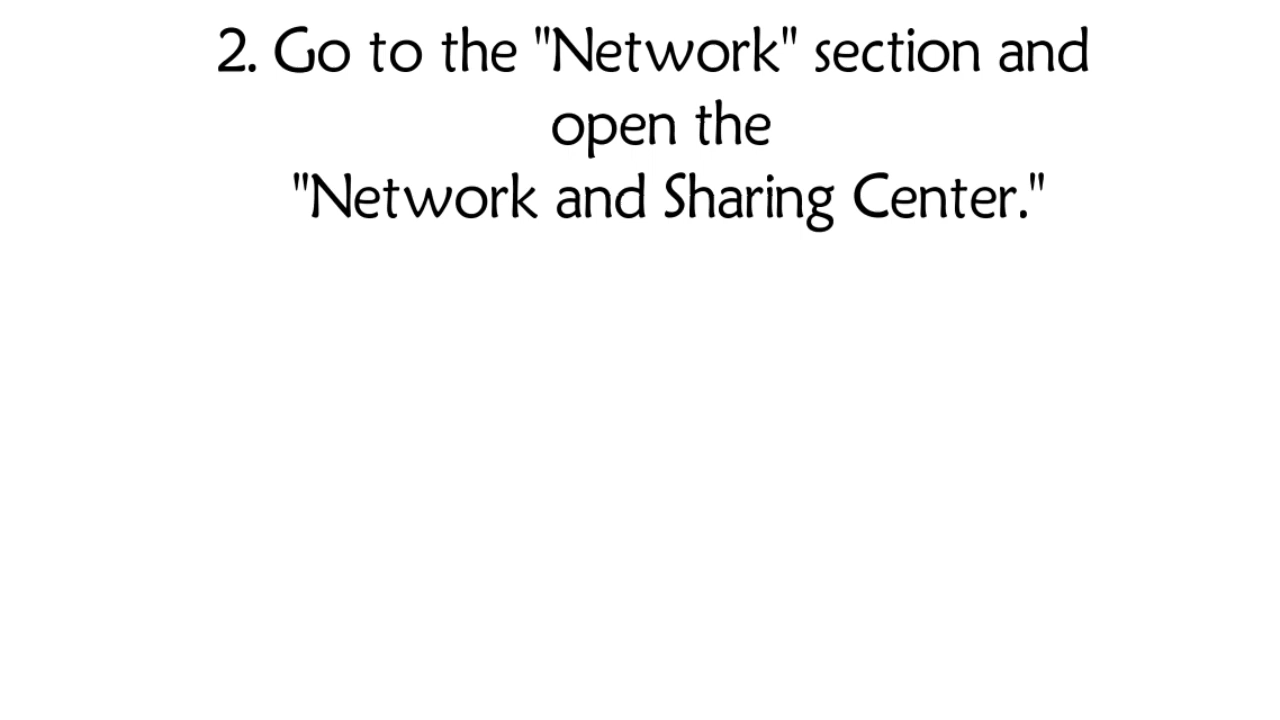 2. Go to the "Network" section and
open the
"Network and Sharing Center."